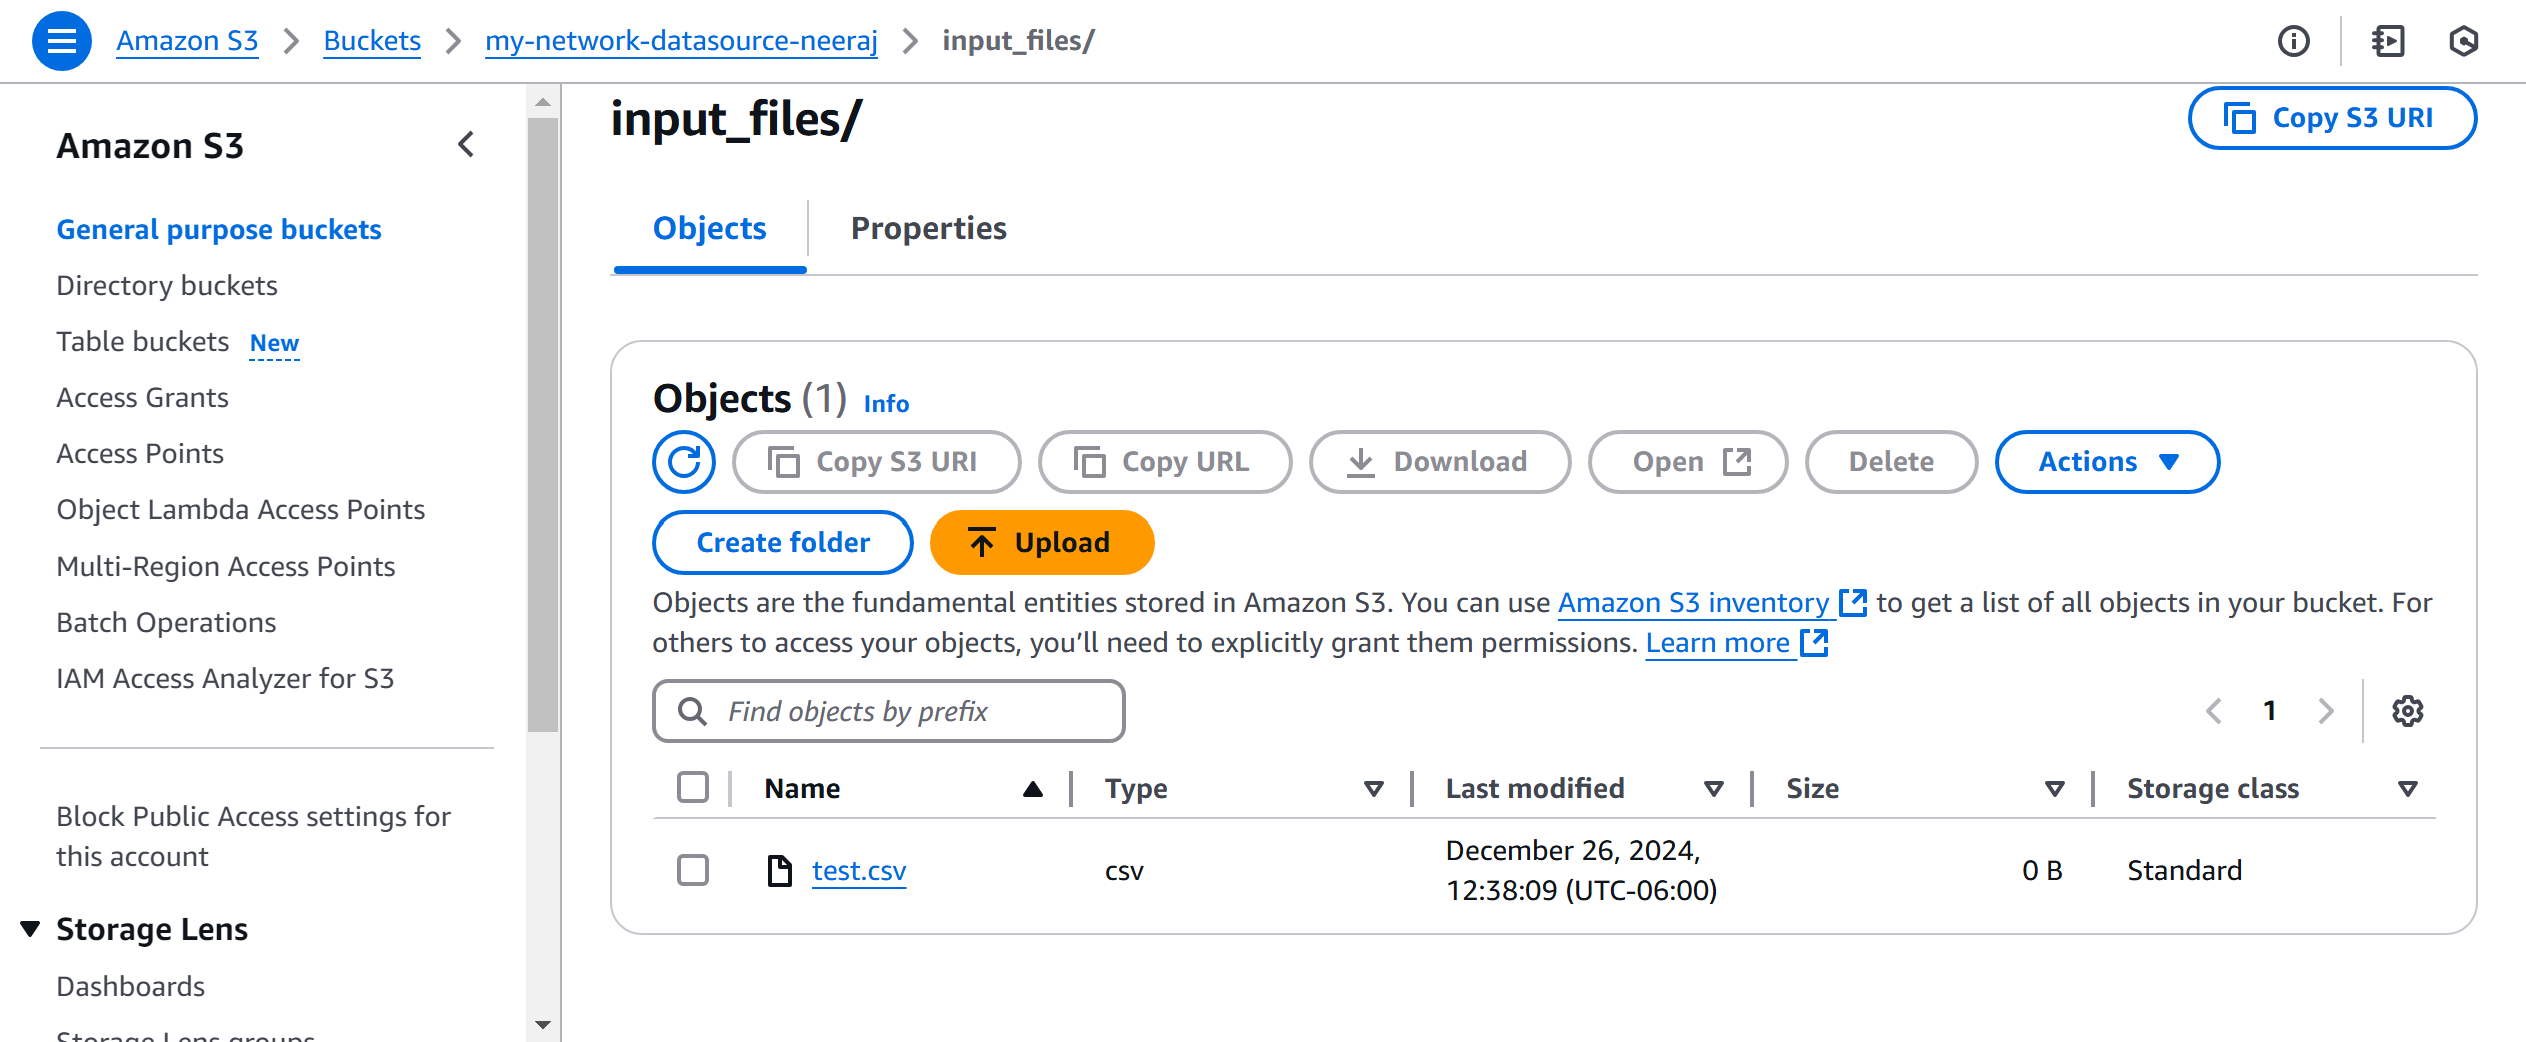 Amazon S3 > Buckets > my-network-datasource-neeraj > input_files/
Amazon S3
General purpose buckets
Directory buckets
Table buckets New
Access Grants
Access Points
Object Lambda Access Points
Multi-Region Access Points
Batch Operations
IAM Access Analyzer for S3
Block Public Access settings for
this account
Storage Lens
Dashboards
Storage Lens groups
input_files/
Copy S3 URI
Objects Properties
Objects (1) Info
Copy S3 URI Copy URL Download Open Delete Actions
Create folder Upload
Objects are the fundamental entities stored in Amazon S3. You can use Amazon S3 inventory to get a list of all objects in your bucket. For
others to access your objects, you’ll need to explicitly grant them permissions. Learn more
Find objects by prefix
1
Name Type Last modified Size Storage class
test.csv csv December 26, 2024, 0 B Standard
12:38:09 (UTC-06:00)